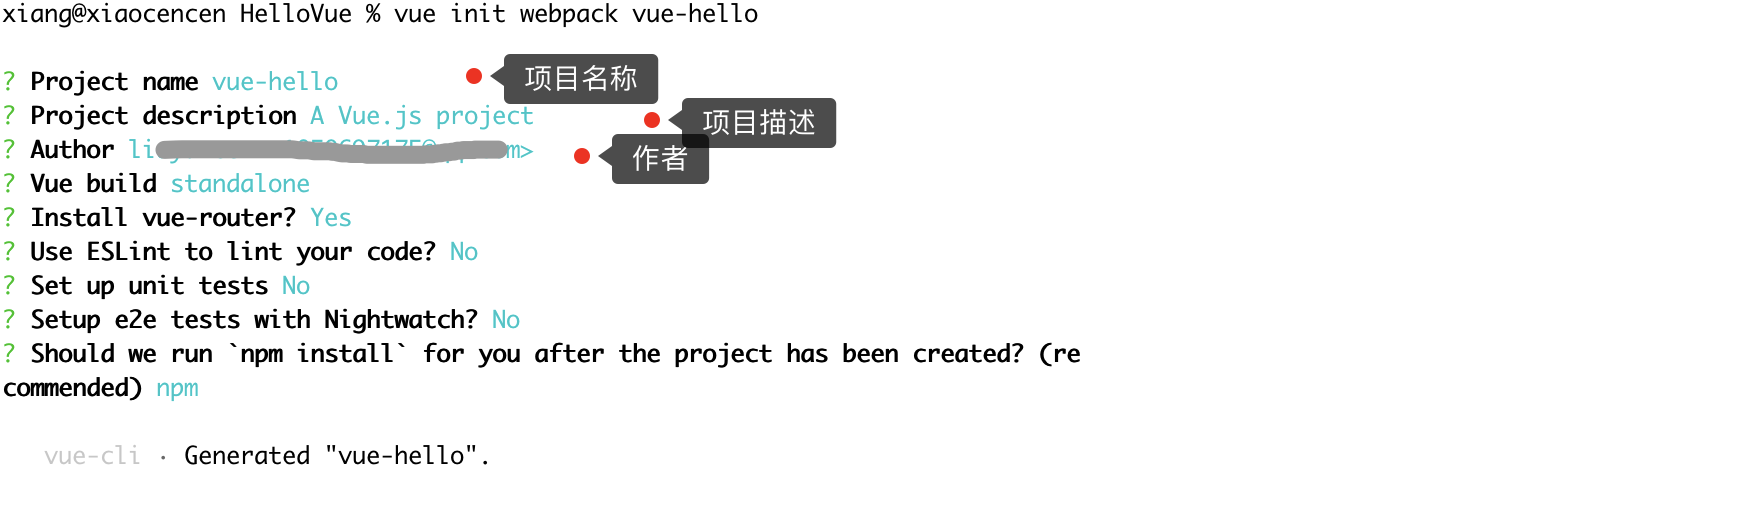 xiang@xiaocencen HelloVue % vue init webpack vue-hello
? Project name vue-hello
项目名称
? Project description A Vue.js project
项目描述
? Author
作者
? Vue build standalone
? Install vue-router? Yes
? Use ESLint to lint your code? No
? Set up unit tests No
? Setup e2e tests with Nightwatch? No
? Should we run `npm install` for you after the project has been created? (re
commended) npm
vue-cli · Generated "vue-hello".